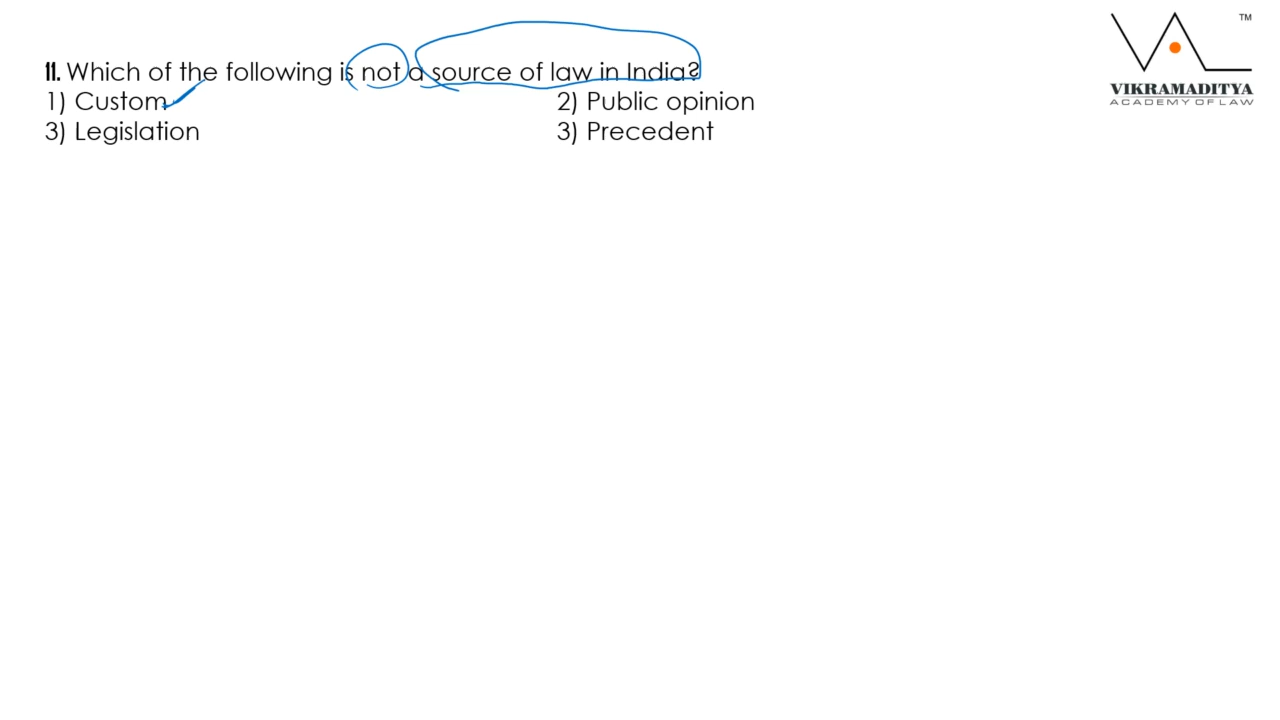 11. Which of the following is not a source of law in India?
1) Custom 2) Public opinion
3) Legislation 3) Precedent
TM
VIKRAMADITYA
ACADEMY OF LAW